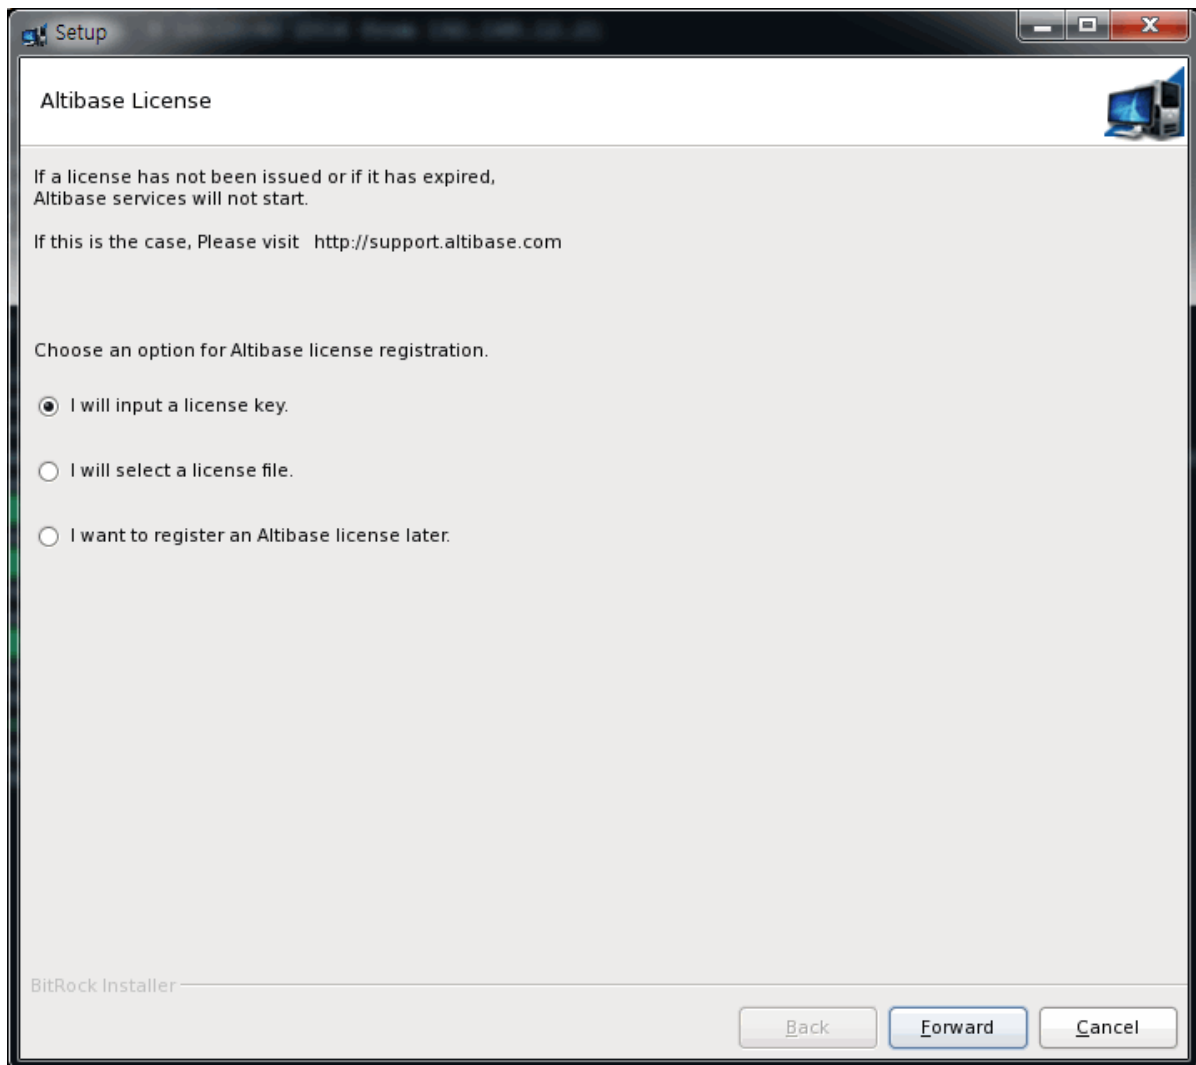 Setup
Altibase License
If a license has not been issued or if it has expired,
Altibase services will not start.
If this is the case, Please visit http://support.altibase.com
Choose an option for Altibase license registration.
I will input a license key.
I will select a license file.
I want to register an Altibase license later.
BitRock Installer
Back Forward Cancel